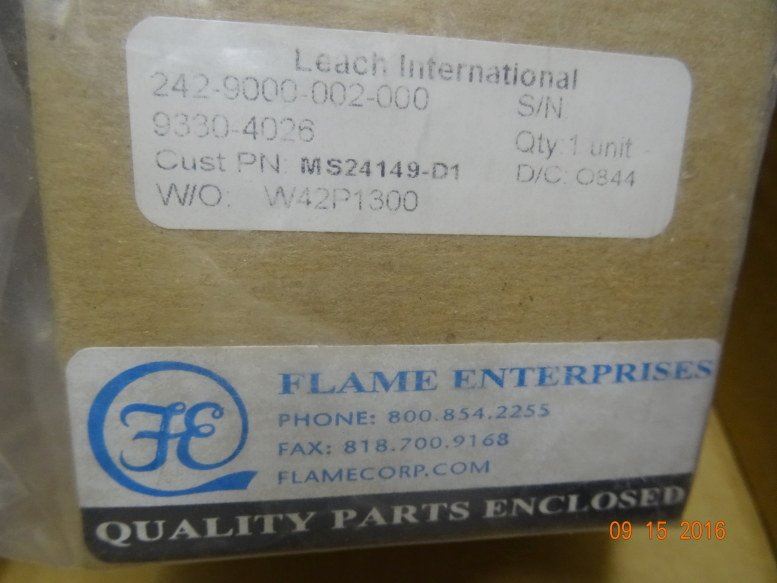 Leach International
242-9000-002-000 S/N
9330-4026 Qty:1 unit
Cust PN: MS24149-D1 D/C: 0844
W/O: W42P1300
FE
FLAME ENTERPRISES
PHONE: 800.854.2255
FAX: 818.700.9168
FLAMECORP.COM
QUALITY PARTS ENCLOSED
09 15 2016